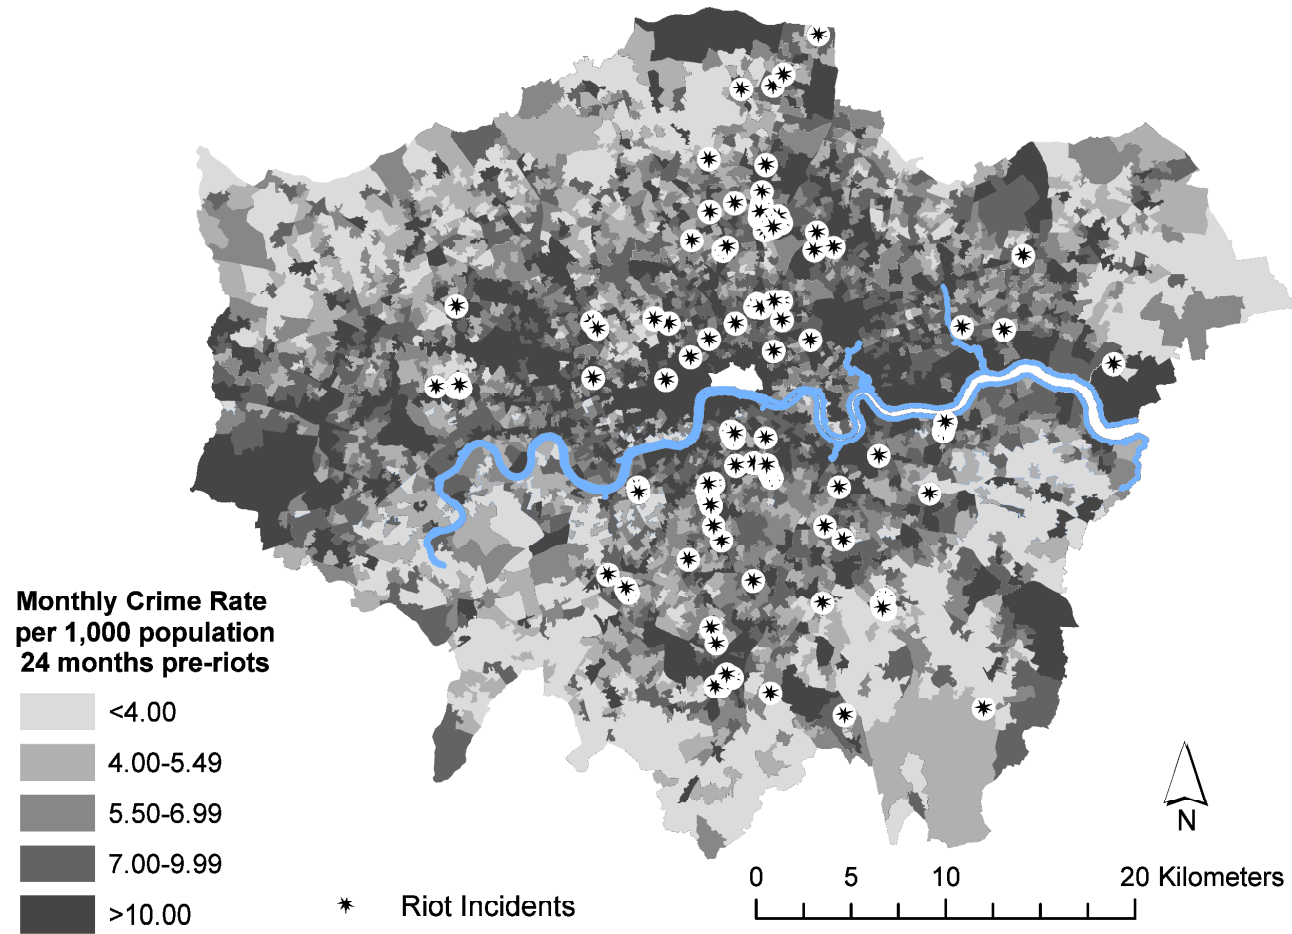 Monthly Crime Rate
per 1,000 population
24 months pre-riots
<4.00
4.00-5.49
5.50-6.99
7.00-9.99
>10.00
Riot Incidents
N
0 5 10 20 Kilometers